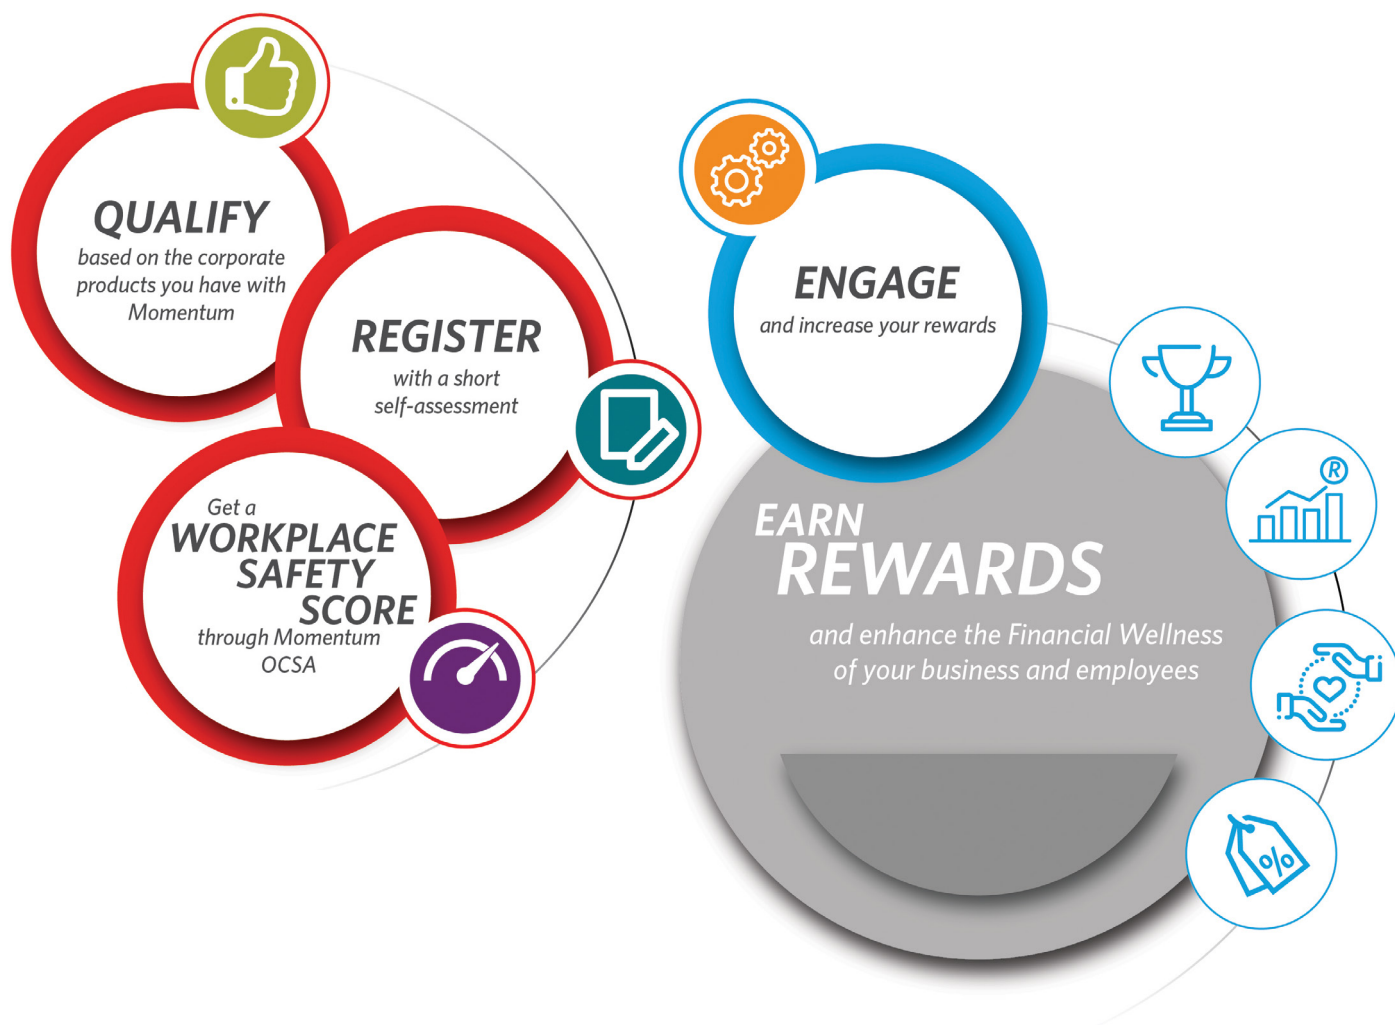 QUALIFY
based on the corporate
products you have with
Momentum
REGISTER
with a short
self-assessment
Get a
WORKPLACE
SAFETY
SCORE
through Momentum
OCSA
ENGAGE
and increase your rewards
EARN
REWARDS
and enhance the Financial Wellness
of your business and employees
R
%